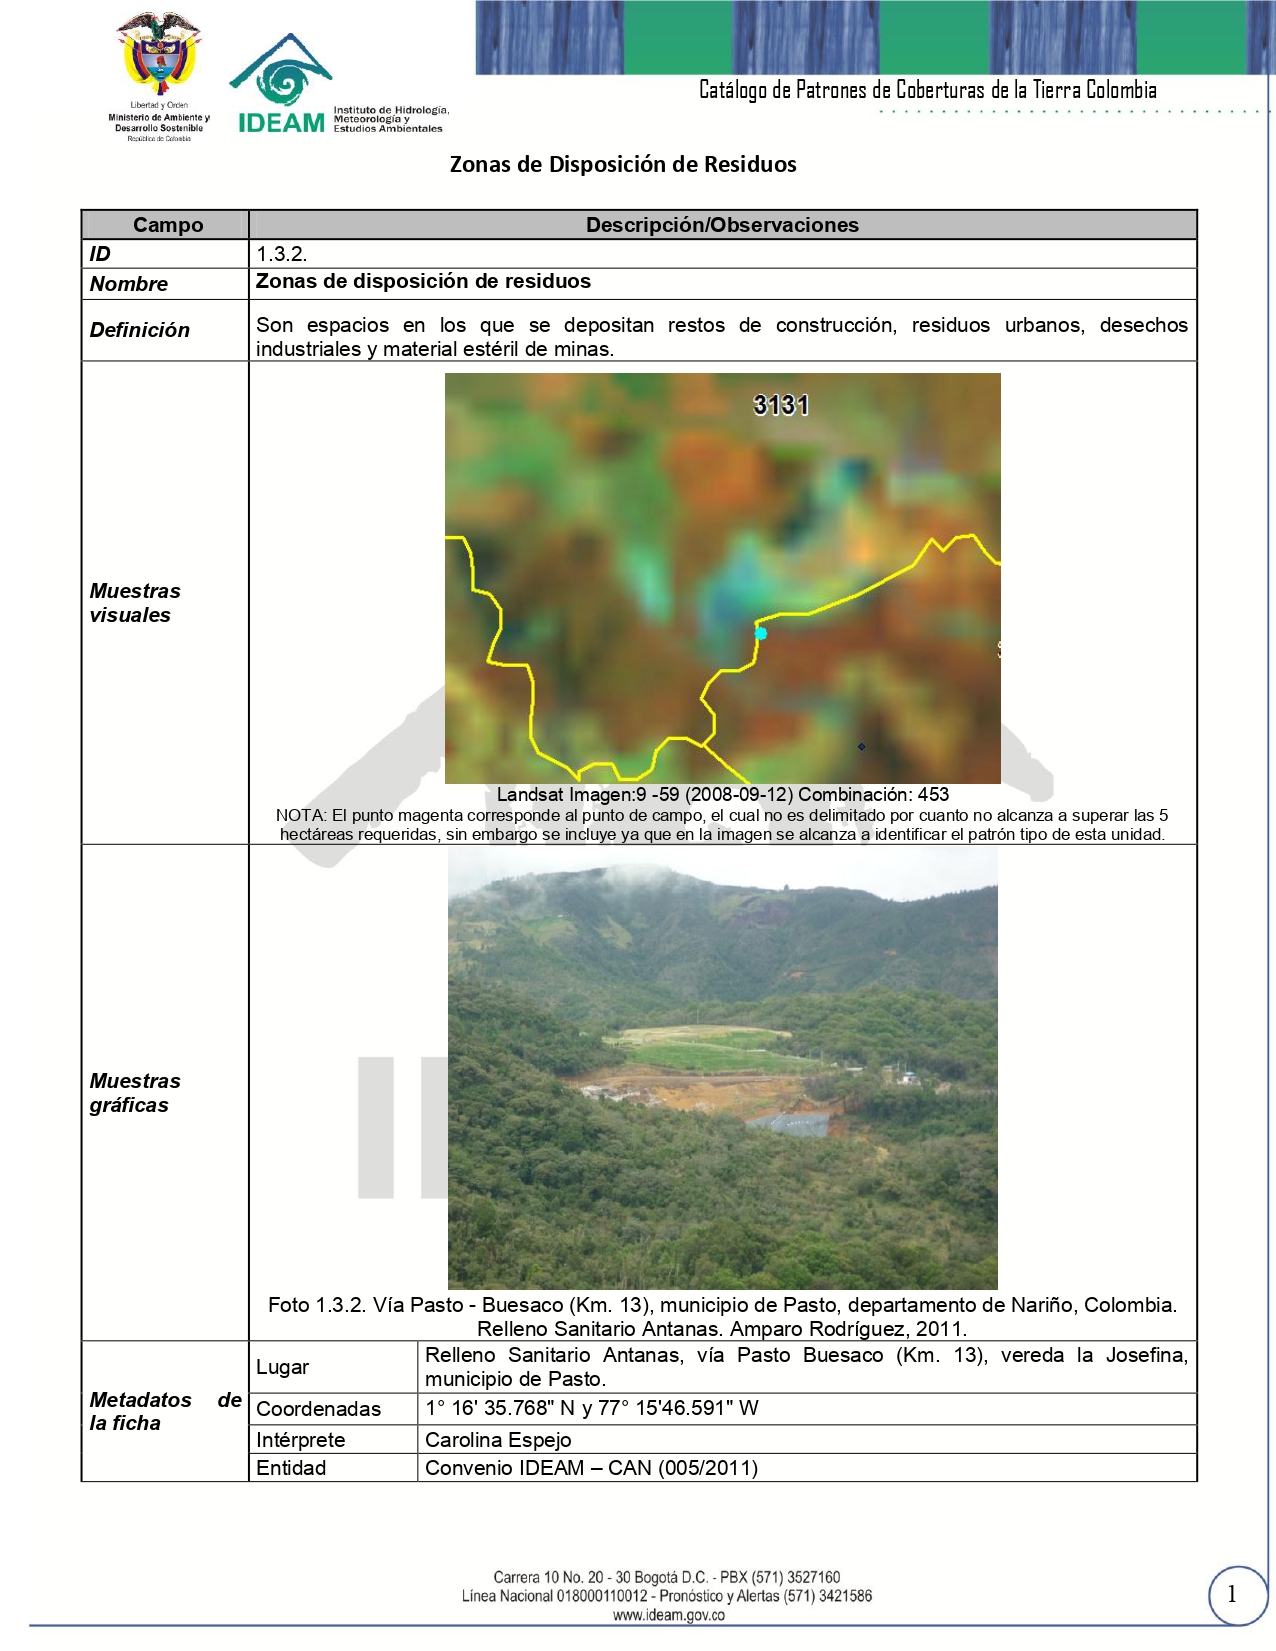 Catálogo de Patrones de Coberturas de la Tierra Colombia
Libertad y Orden
Ministerio de Ambiente y
Desarrollo Sostenible
República de Colombia
IDEAM
Instituto de Hidrología,
Meteorología y
Estudios Ambientales
Zonas de Disposición de Residuos
Campo Descripción/Observaciones
ID 1.3.2.
Nombre Zonas de disposición de residuos
Definición
Son espacios en los que se depositan restos de construcción, residuos urbanos, desechos
industriales y material estéril de minas.
Muestras
visuales
3131
Landsat Imagen:9 -59 (2008-09-12) Combinación: 453
NOTA: El punto magenta corresponde al punto de campo, el cual no es delimitado por cuanto no alcanza a superar las 5
hectáreas requeridas, sin embargo se incluye ya que en la imagen se alcanza a identificar el patrón tipo de esta unidad.
Muestras
gráficas
Foto 1.3.2. Vía Pasto - Buesaco (Km. 13), municipio de Pasto, departamento de Nariño, Colombia.
Relleno Sanitario Antanas. Amparo Rodríguez, 2011.
Metadatos de
la ficha
Lugar
Relleno Sanitario Antanas, vía Pasto Buesaco (Km. 13), vereda la Josefina,
municipio de Pasto.
Coordenadas 1° 16' 35.768" N y 77° 15'46.591" W
Intérprete Carolina Espejo
Entidad Convenio IDEAM – CAN (005/2011)
Carrera 10 No. 20 - 30 Bogotá D.C. - PBX (571) 3527160
Línea Nacional 018000110012 - Pronóstico y Alertas (571) 3421586
www.ideam.gov.co
1